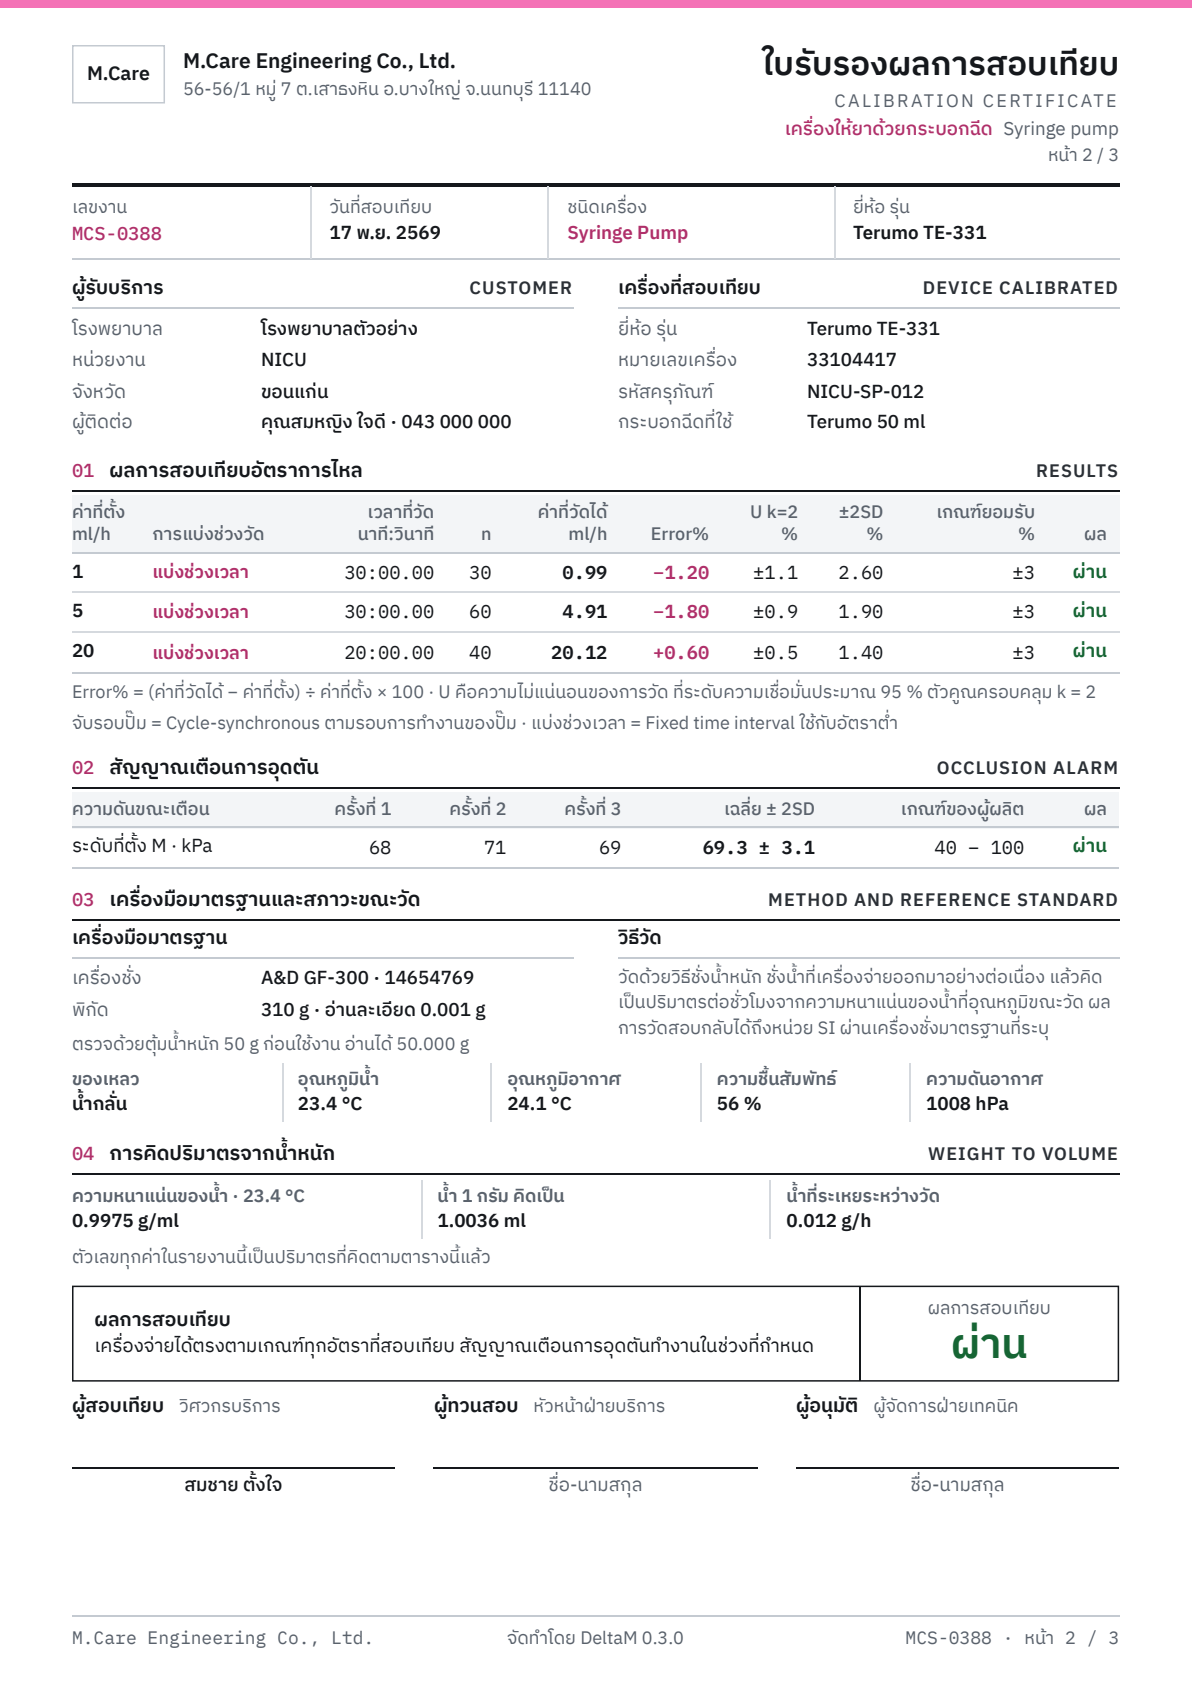 M.Care
M.Care Engineering Co., Ltd.
56-56/1 หมู่ 7 ต.เสาธงหิน อ.บางใหญ่ จ.นนทบุรี 11140
ใบรับรองผลการสอบเทียบ
CALIBRATION CERTIFICATE
เครื่องให้ยาด้วยกระบอกฉีด Syringe pump
หน้า 2 / 3
เลขงาน วันที่สอบเทียบ ชนิดเครื่อง ยี่ห้อ รุ่น
MCS-0388 17 พ.ย. 2569 Syringe Pump Terumo TE-331
ผู้รับบริการ CUSTOMER เครื่องที่สอบเทียบ DEVICE CALIBRATED
โรงพยาบาล โรงพยาบาลตัวอย่าง ยี่ห้อ รุ่น Terumo TE-331
หน่วยงาน NICU หมายเลขเครื่อง 33104417
จังหวัด ขอนแก่น รหัสครุภัณฑ์ NICU-SP-012
ผู้ติดต่อ คุณสมหญิง ใจดี · 043 000 000 กระบอกฉีดที่ใช้ Terumo 50 ml
01 ผลการสอบเทียบอัตราการไหล RESULTS
ค่าที่ตั้ง เวลาที่วัด ค่าที่วัดได้ U k=2 ±2SD เกณฑ์ยอมรับ
ml/h การแบ่งช่วงวัด นาที:วินาที n ml/h Error% % % % ผล
1 แบ่งช่วงเวลา 30:00.00 30 0.99 −1.20 ±1.1 2.60 ±3 ผ่าน
5 แบ่งช่วงเวลา 30:00.00 60 4.91 −1.80 ±0.9 1.90 ±3 ผ่าน
20 แบ่งช่วงเวลา 20:00.00 40 20.12 +0.60 ±0.5 1.40 ±3 ผ่าน
Error% = (ค่าที่วัดได้ − ค่าที่ตั้ง) ÷ ค่าที่ตั้ง × 100 · U คือความไม่แน่นอนของการวัด ที่ระดับความเชื่อมั่นประมาณ 95 % ตัวคูณครอบคลุม k = 2
จับรอบปั๊ม = Cycle-synchronous ตามรอบการทำงานของปั๊ม · แบ่งช่วงเวลา = Fixed time interval ใช้กับอัตราต่ำ
02 สัญญาณเตือนการอุดตัน OCCLUSION ALARM
ความดันขณะเตือน ครั้งที่ 1 ครั้งที่ 2 ครั้งที่ 3 เฉลี่ย ± 2SD เกณฑ์ของผู้ผลิต ผล
ระดับที่ตั้ง M · kPa 68 71 69 69.3 ± 3.1 40 − 100 ผ่าน
03 เครื่องมือมาตรฐานและสภาวะขณะวัด METHOD AND REFERENCE STANDARD
เครื่องมือมาตรฐาน วิธีวัด
เครื่องชั่ง A&D GF-300 · 14654769 วัดด้วยวิธีชั่งน้ำหนัก ชั่งน้ำที่เครื่องจ่ายออกมาอย่างต่อเนื่อง แล้วคิด
เป็นปริมาตรต่อชั่วโมงจากความหนาแน่นของน้ำที่อุณหภูมิขณะวัด ผล
พิกัด 310 g · อ่านละเอียด 0.001 g
การวัดสอบกลับได้ถึงหน่วย SI ผ่านเครื่องชั่งมาตรฐานที่ระบุ
ตรวจด้วยตุ้มน้ำหนัก 50 g ก่อนใช้งาน อ่านได้ 50.000 g
ของเหลว อุณหภูมิน้ำ อุณหภูมิอากาศ ความชื้นสัมพัทธ์ ความดันอากาศ
น้ำกลั่น 23.4 °C 24.1 °C 56 % 1008 hPa
04 การคิดปริมาตรจากน้ำหนัก WEIGHT TO VOLUME
ความหนาแน่นของน้ำ · 23.4 °C น้ำ 1 กรัม คิดเป็น น้ำที่ระเหยระหว่างวัด
0.9975 g/ml 1.0036 ml 0.012 g/h
ตัวเลขทุกค่าในรายงานนี้เป็นปริมาตรที่คิดตามตารางนี้แล้ว
ผลการสอบเทียบ
เครื่องจ่ายได้ตรงตามเกณฑ์ทุกอัตราที่สอบเทียบ สัญญาณเตือนการอุดตันทำงานในช่วงที่กำหนด
ผลการสอบเทียบ
ผ่าน
ผู้สอบเทียบ วิศวกรบริการ ผู้ทวนสอบ หัวหน้าฝ่ายบริการ ผู้อนุมัติ ผู้จัดการฝ่ายเทคนิค
สมชาย ตั้งใจ ชื่อ-นามสกุล ชื่อ-นามสกุล
M.Care Engineering Co., Ltd. จัดทำโดย DeltaM 0.3.0 MCS-0388 · หน้า 2 / 3